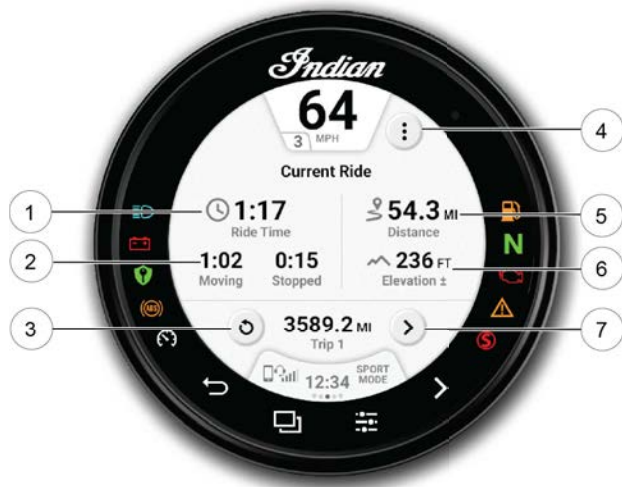 Indian
64
3 MPH
4
Current Ride
1 1:17 54.3 MI 5
Ride Time Distance
2 1:02 0:15 236 FT 6
Moving Stopped Elevation ±
N
ABS
3 3589.2 MI 7
Trip 1
S
12:34 SPORT MODE